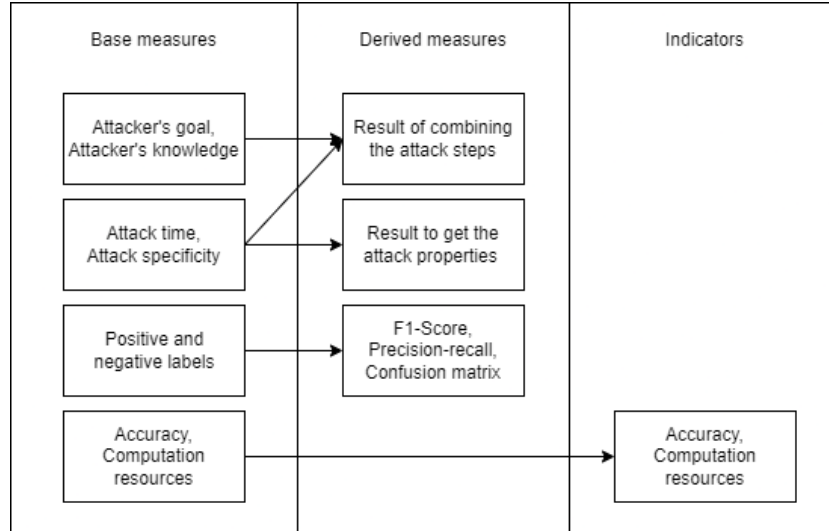 Base measures
Derived measures
Indicators
Attacker's goal,
Attacker's knowledge
Result of combining
the attack steps
Attack time,
Attack specificity
Result to get the
attack properties
Positive and
negative labels
F1-Score,
Precision-recall,
Confusion matrix
Accuracy,
Computation
resources
Accuracy,
Computation
resources